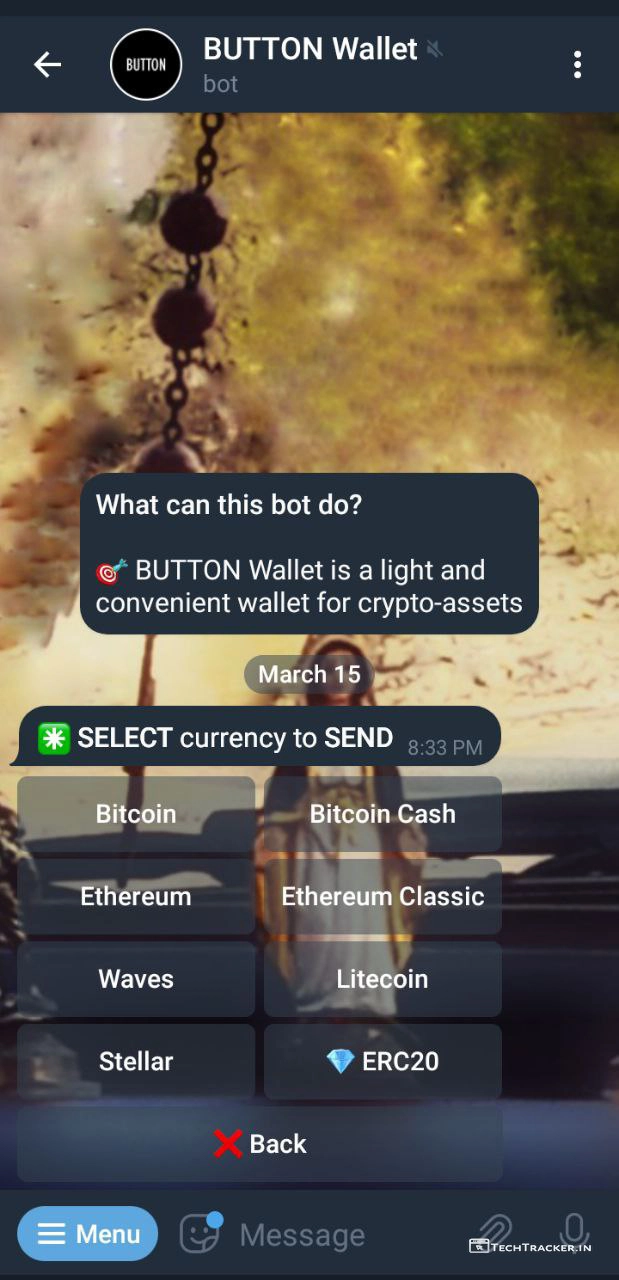 BUTTON
BUTTON Wallet
bot
What can this bot do?
🎯 BUTTON Wallet is a light and
convenient wallet for crypto-assets
March 15
✳️ SELECT currency to SEND 8:33 PM
Bitcoin
Bitcoin Cash
Ethereum
Ethereum Classic
Waves
Litecoin
Stellar
💎 ERC20
❌ Back
Menu
Message
TECHTRACKER.IN